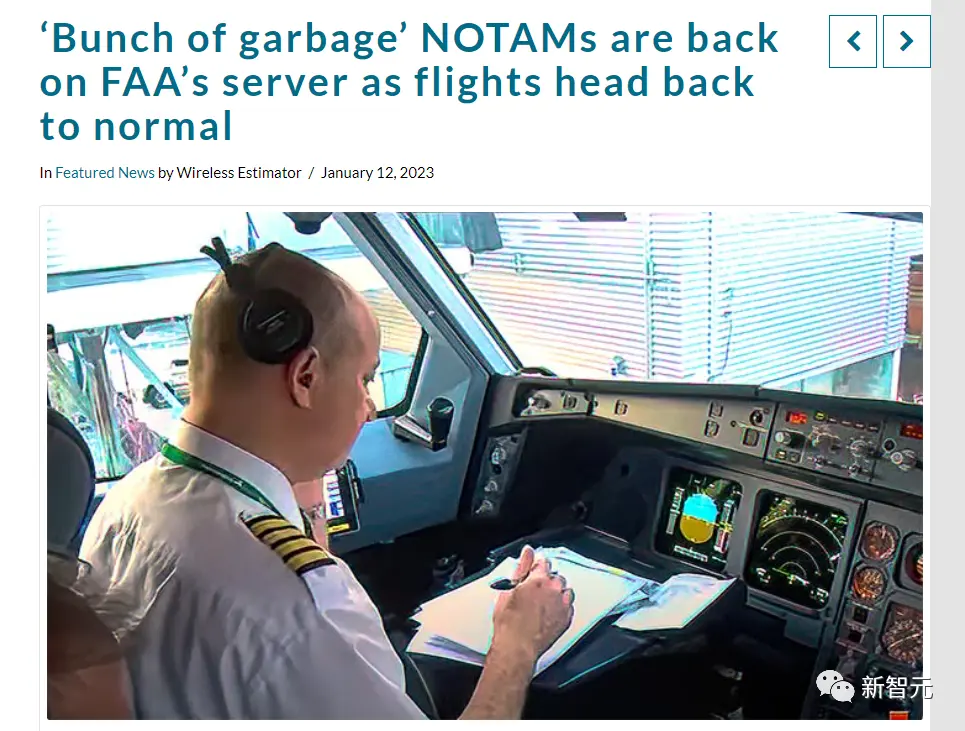 ‘Bunch of garbage’ NOTAMs are back
on FAA’s server as flights head back
to normal
In Featured News by Wireless Estimator / January 12, 2023
新智元